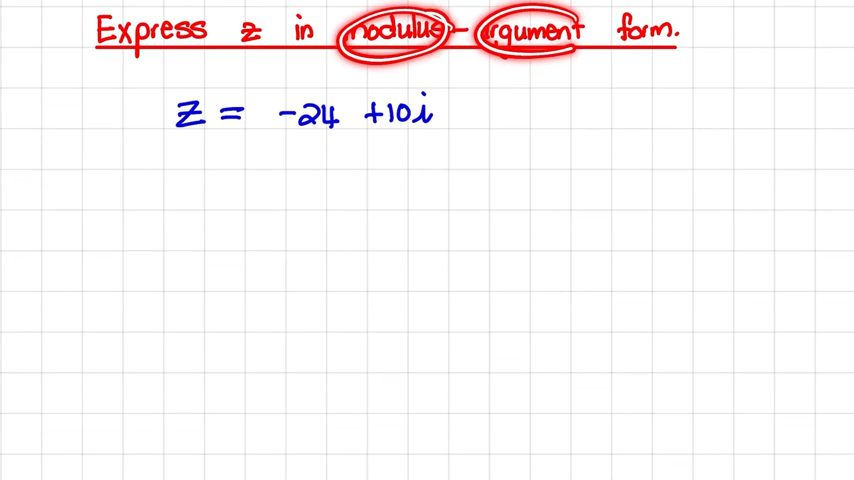 Express z in modulus-argument form.
z = -24 +10i